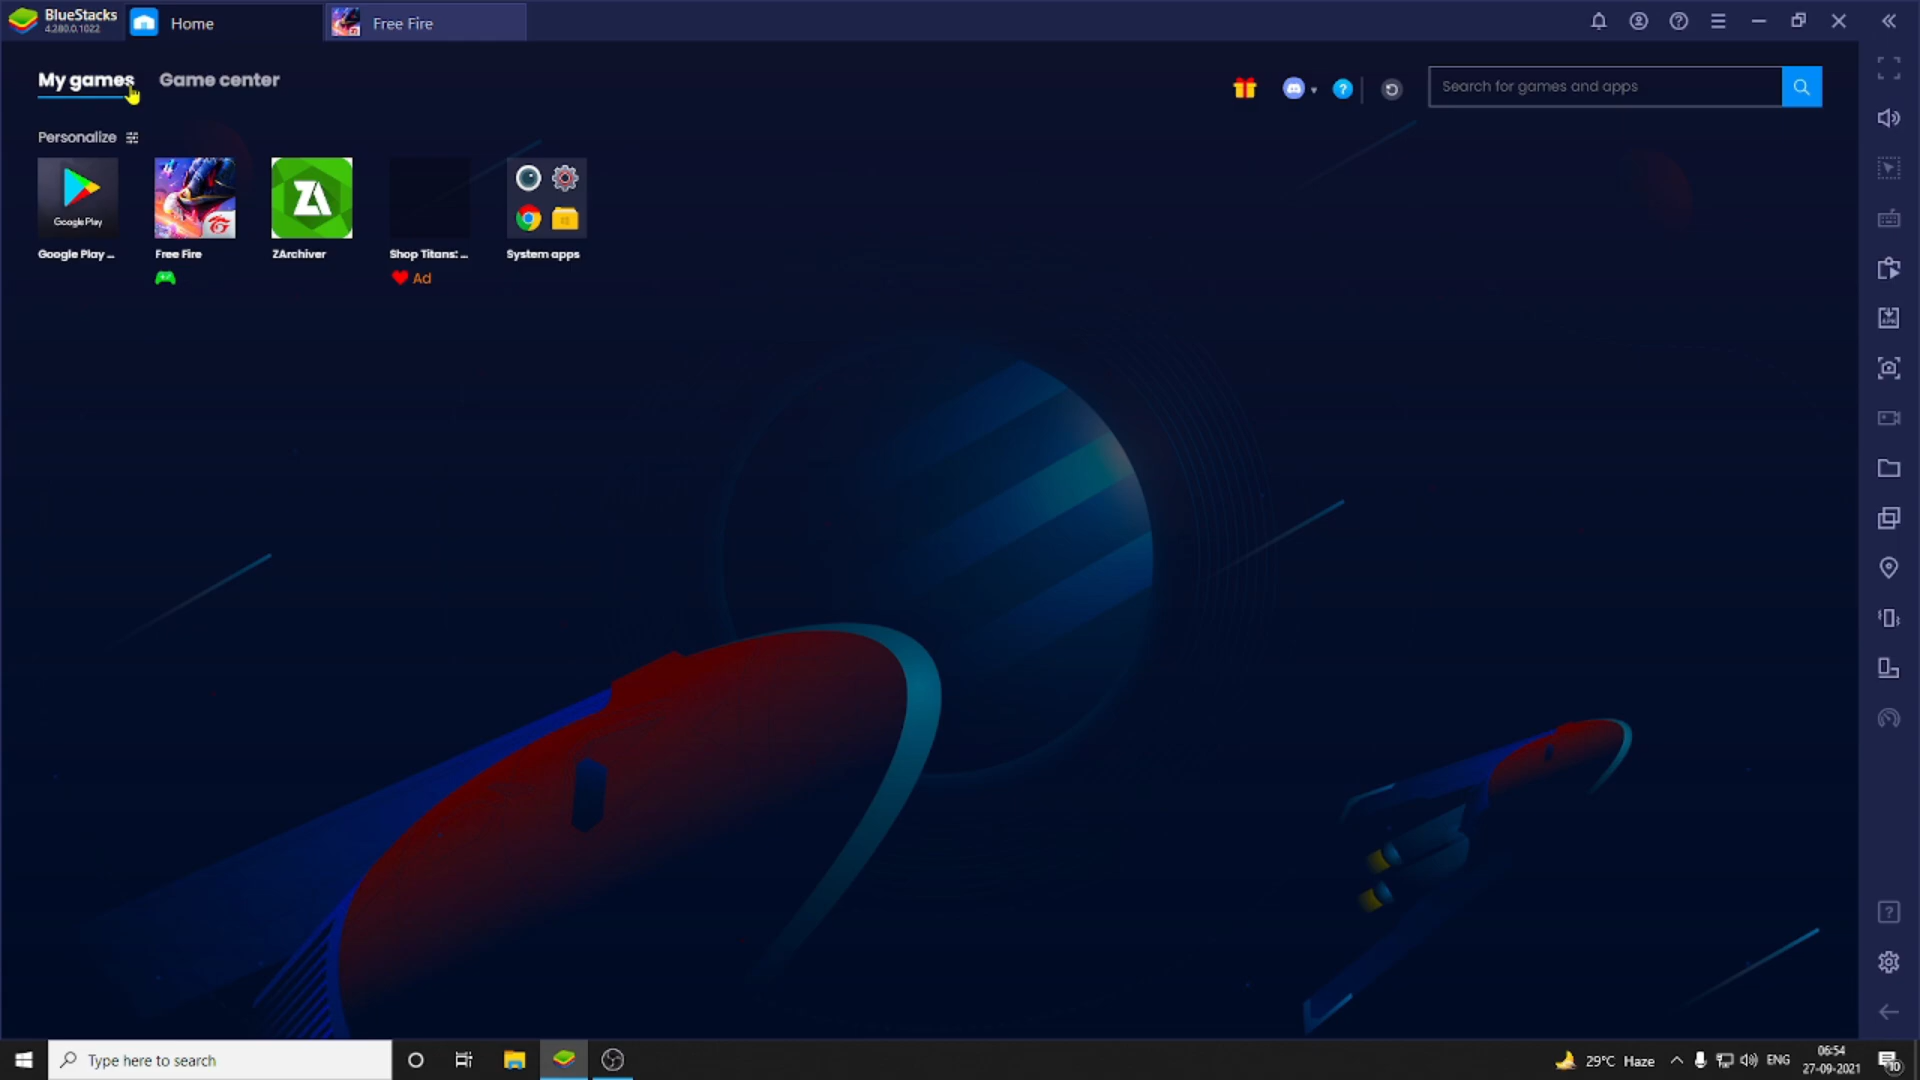 BlueStacks
4.280.0.1022
Home
Free Fire
My games
Game center
Search for games and apps
Personalize
Google Play
Google Play ...
Free Fire
ZA
ZArchiver
Shop Titans: ...
Ad
System apps
Type here to search
29°C Haze
ENG
06:54
27-09-2021
10